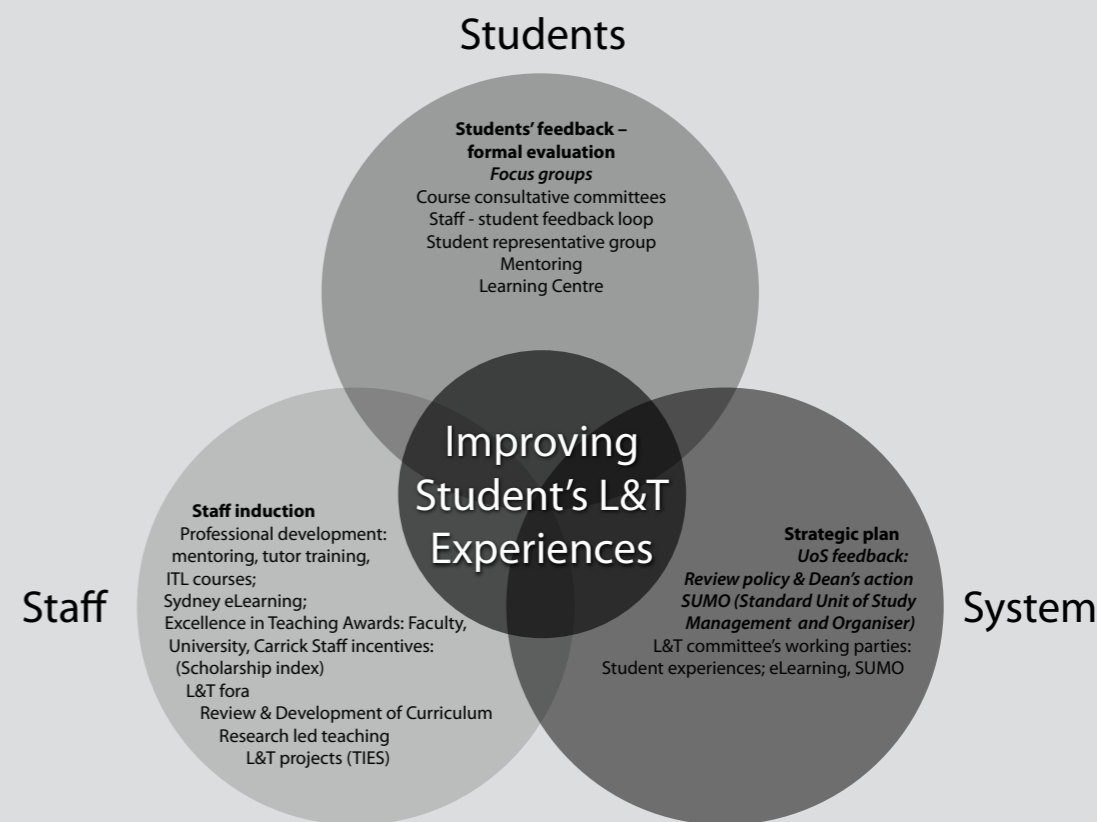 Students
Students' feedback –
formal evaluation
Focus groups
Course consultative committees
Staff - student feedback loop
Student representative group
Mentoring
Learning Centre
Improving
Student's L&T
Experiences
Staff
Staff induction
Professional development:
mentoring, tutor training,
ITL courses;
Sydney eLearning;
Excellence in Teaching Awards: Faculty,
University, Carrick Staff incentives:
(Scholarship index)
L&T fora
Review & Development of Curriculum
Research led teaching
L&T projects (TIES)
System
Strategic plan
UoS feedback:
Review policy & Dean's action
SUMO (Standard Unit of Study
Management and Organiser)
L&T committee's working parties:
Student experiences; eLearning, SUMO